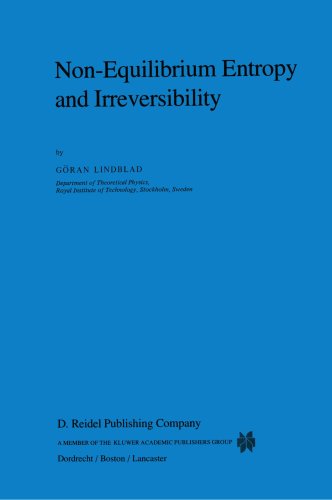 Non-Equilibrium Entropy
and Irreversibility
by
GÖRAN LINDBLAD
Department of Theoretical Physics,
Royal Institute of Technology, Stockholm, Sweden
D. Reidel Publishing Company
A MEMBER OF THE KLUWER ACADEMIC PUBLISHERS GROUP
Dordrecht / Boston / Lancaster